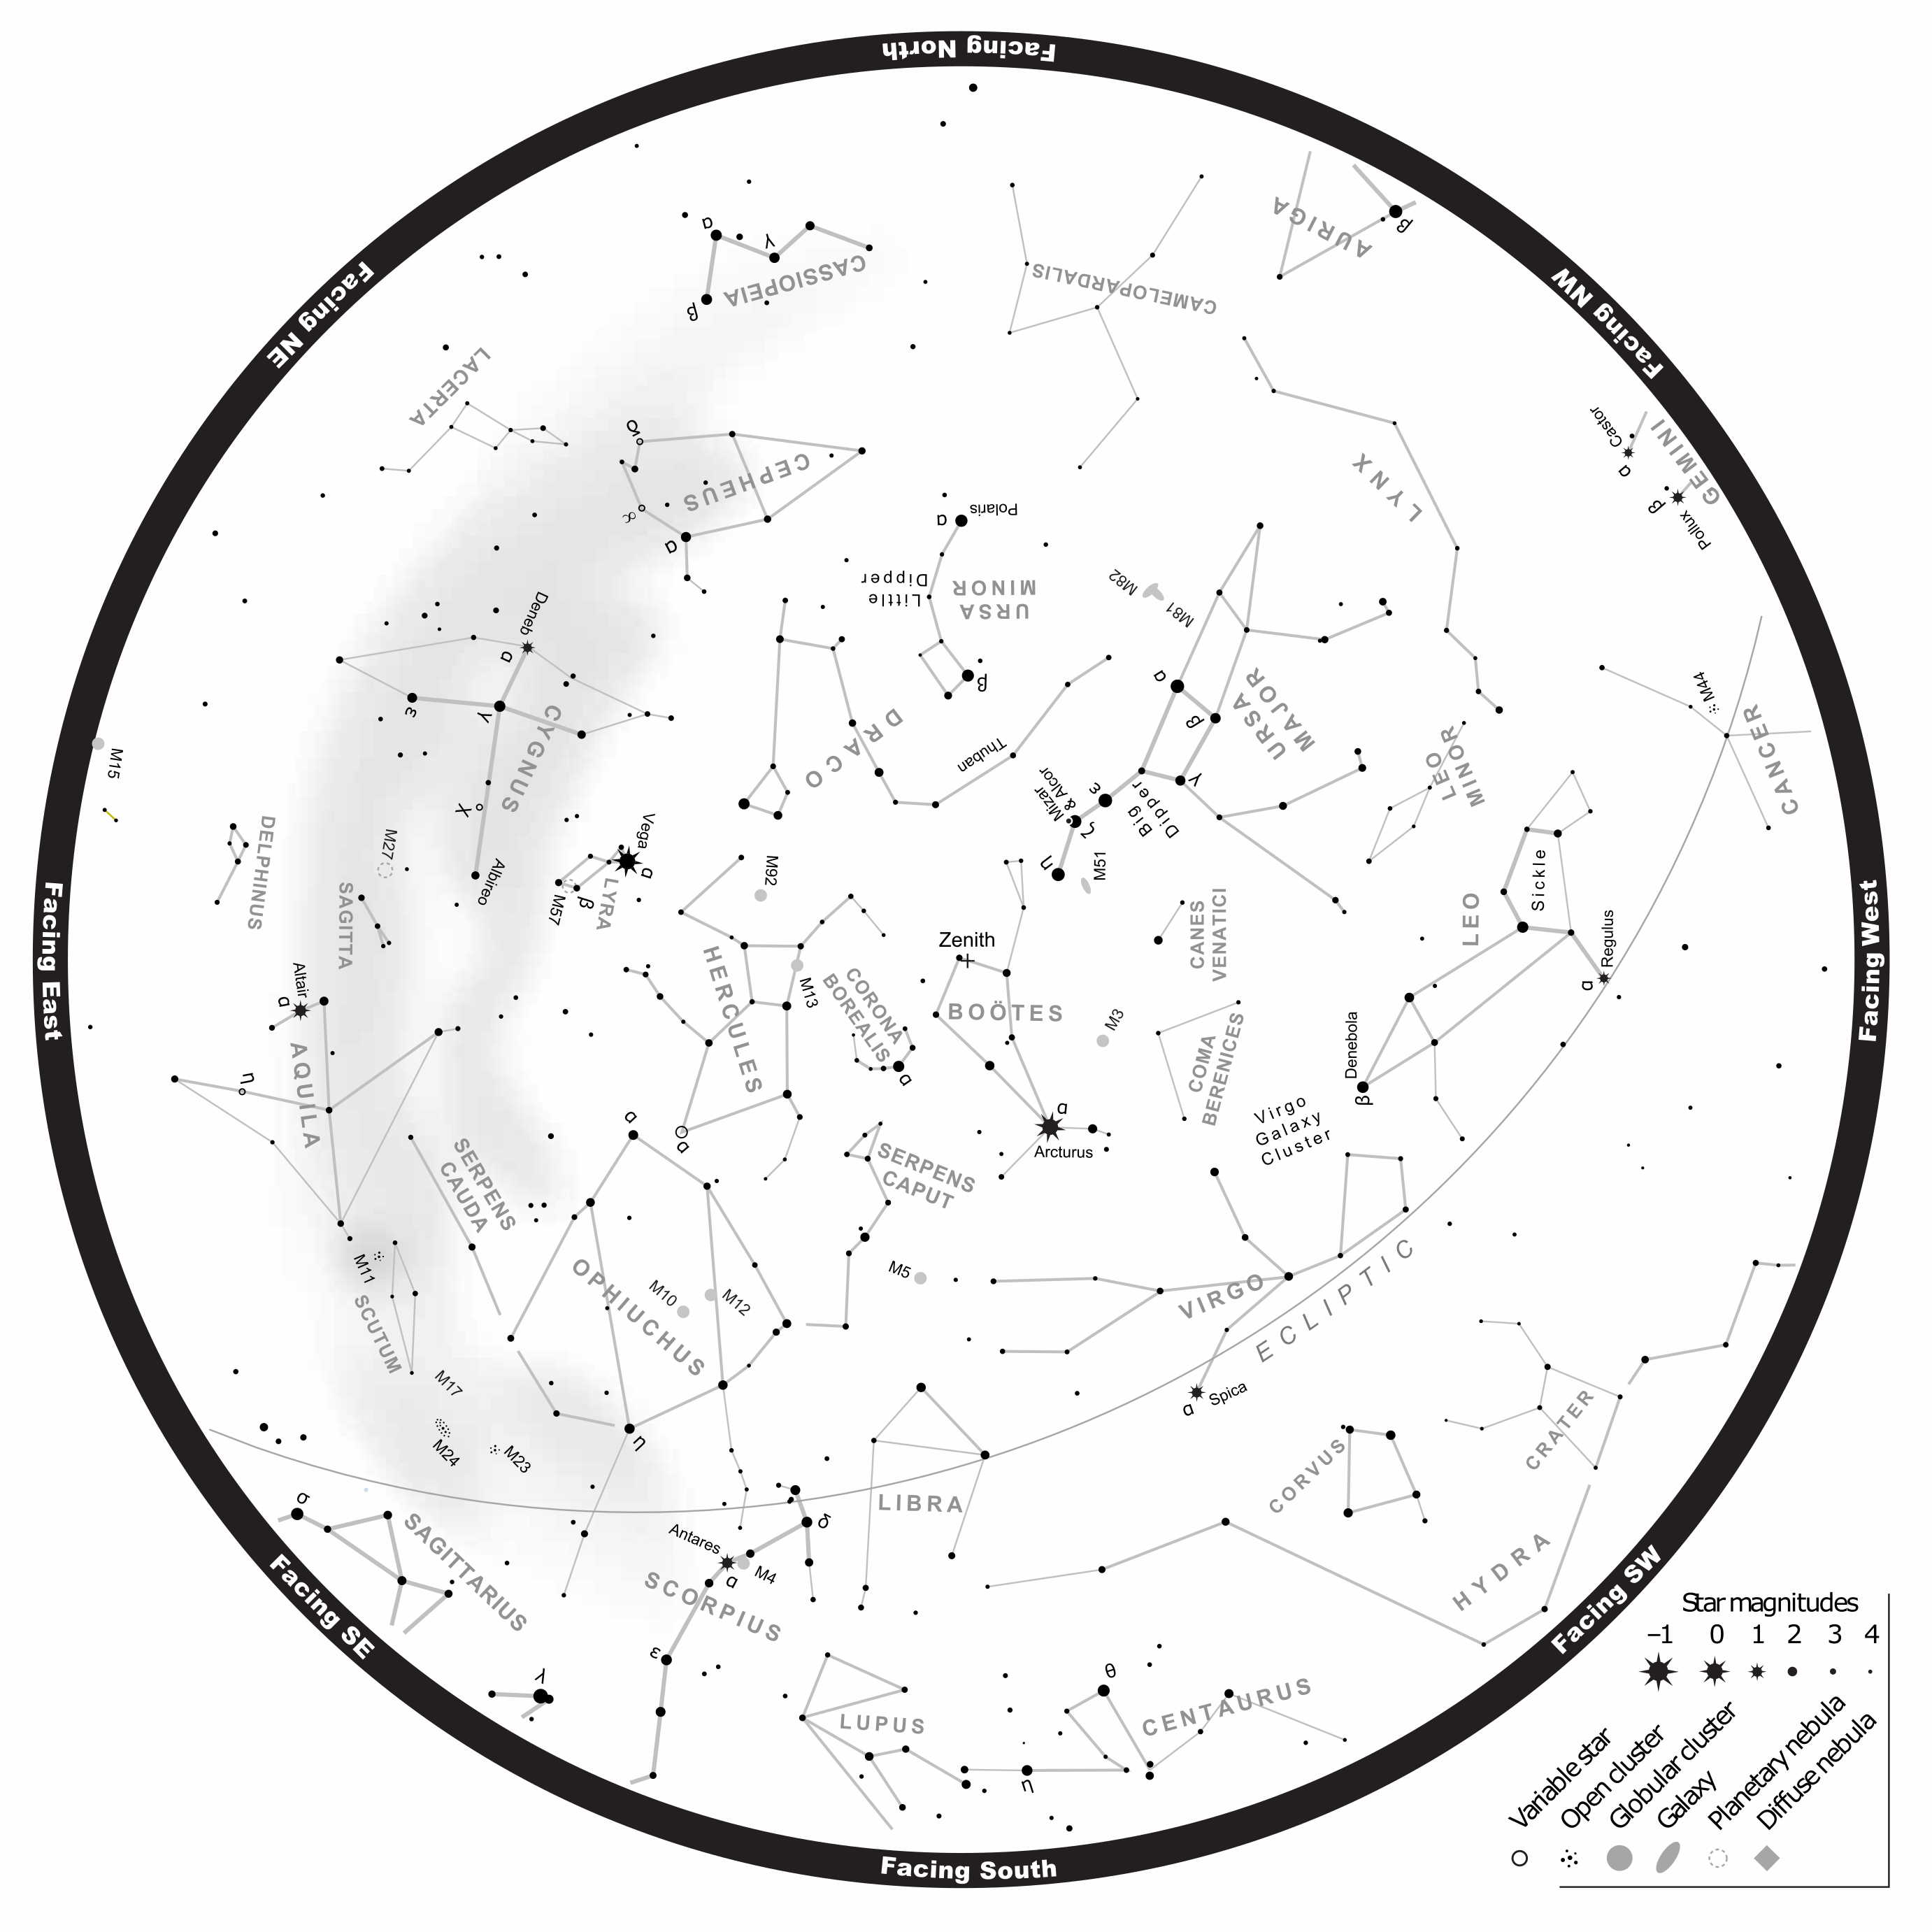 Facing North
Facing NE
Facing NW
Facing East
Facing West
Facing SE
Facing SW
Facing South
α
γ
β
CASSIOPEIA
CAMELOPARDALIS
AURIGA
β
LACERTA
δ
CEPHEUS
α
LYNX
Castor
α
GEMINI
β
Pollux
α
Polaris
Little
Dipper
URSA
MINOR
β
M82
M81
Deneb
α
ε
γ
CYGNUS
χ
Albireo
DRACO
Thuban
α
β
γ
URSA
MAJOR
Mizar
& Alcor
ε
ζ
η
Big
Dipper
M51
LEO
MINOR
M44
CANCER
M15
DELPHINUS
M27
SAGITTA
Vega
α
LYRA
β
M57
M92
HERCULES
M13
α
CORONA
BOREALIS
α
Zenith
BOÖTES
M3
α
Arcturus
CANES
VENATICI
COMA
BERENICES
Sickle
LEO
Regulus
α
Denebola
β
Virgo
Galaxy
Cluster
Altair
α
η
AQUILA
SERPENS
CAUDA
α
SERPENS
CAPUT
M5
M11
SCUTUM
OPHIUCHUS
M10
M12
η
VIRGO
ECLIPTIC
α
Spica
M17
M24
M23
LIBRA
CORVUS
CRATER
HYDRA
σ
SAGITTARIUS
Antares
α
M4
δ
SCORPIUS
ε
λ
LUPUS
θ
η
CENTAURUS
Star magnitudes
–1 0 1 2 3 4
Variable star
Open cluster
Globular cluster
Galaxy
Planetary nebula
Diffuse nebula